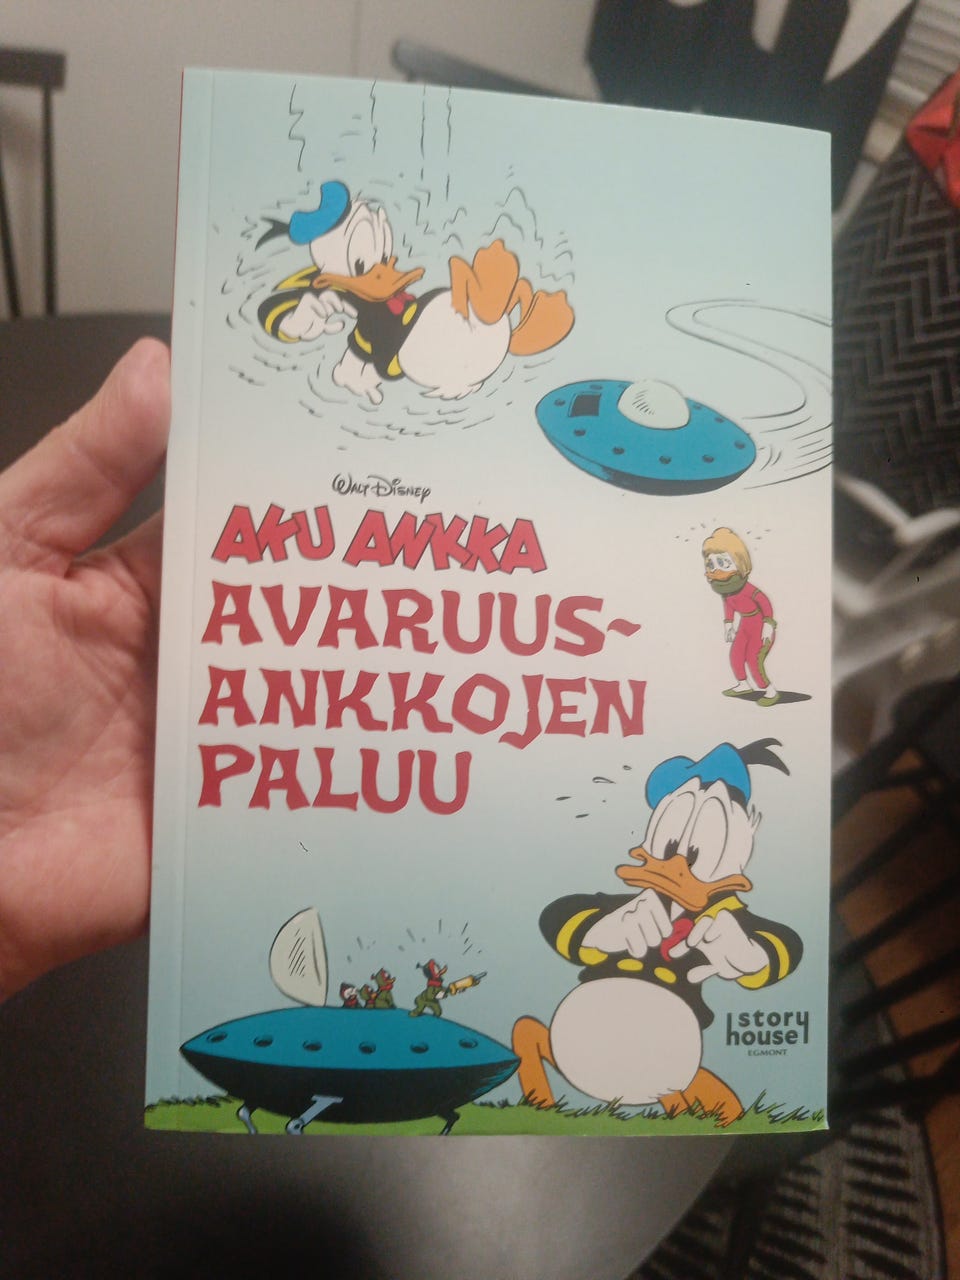 Walt Disney
AKU ANKKA
AVARUUS-
ANKKOJEN
PALUU
story
house
EGMONT